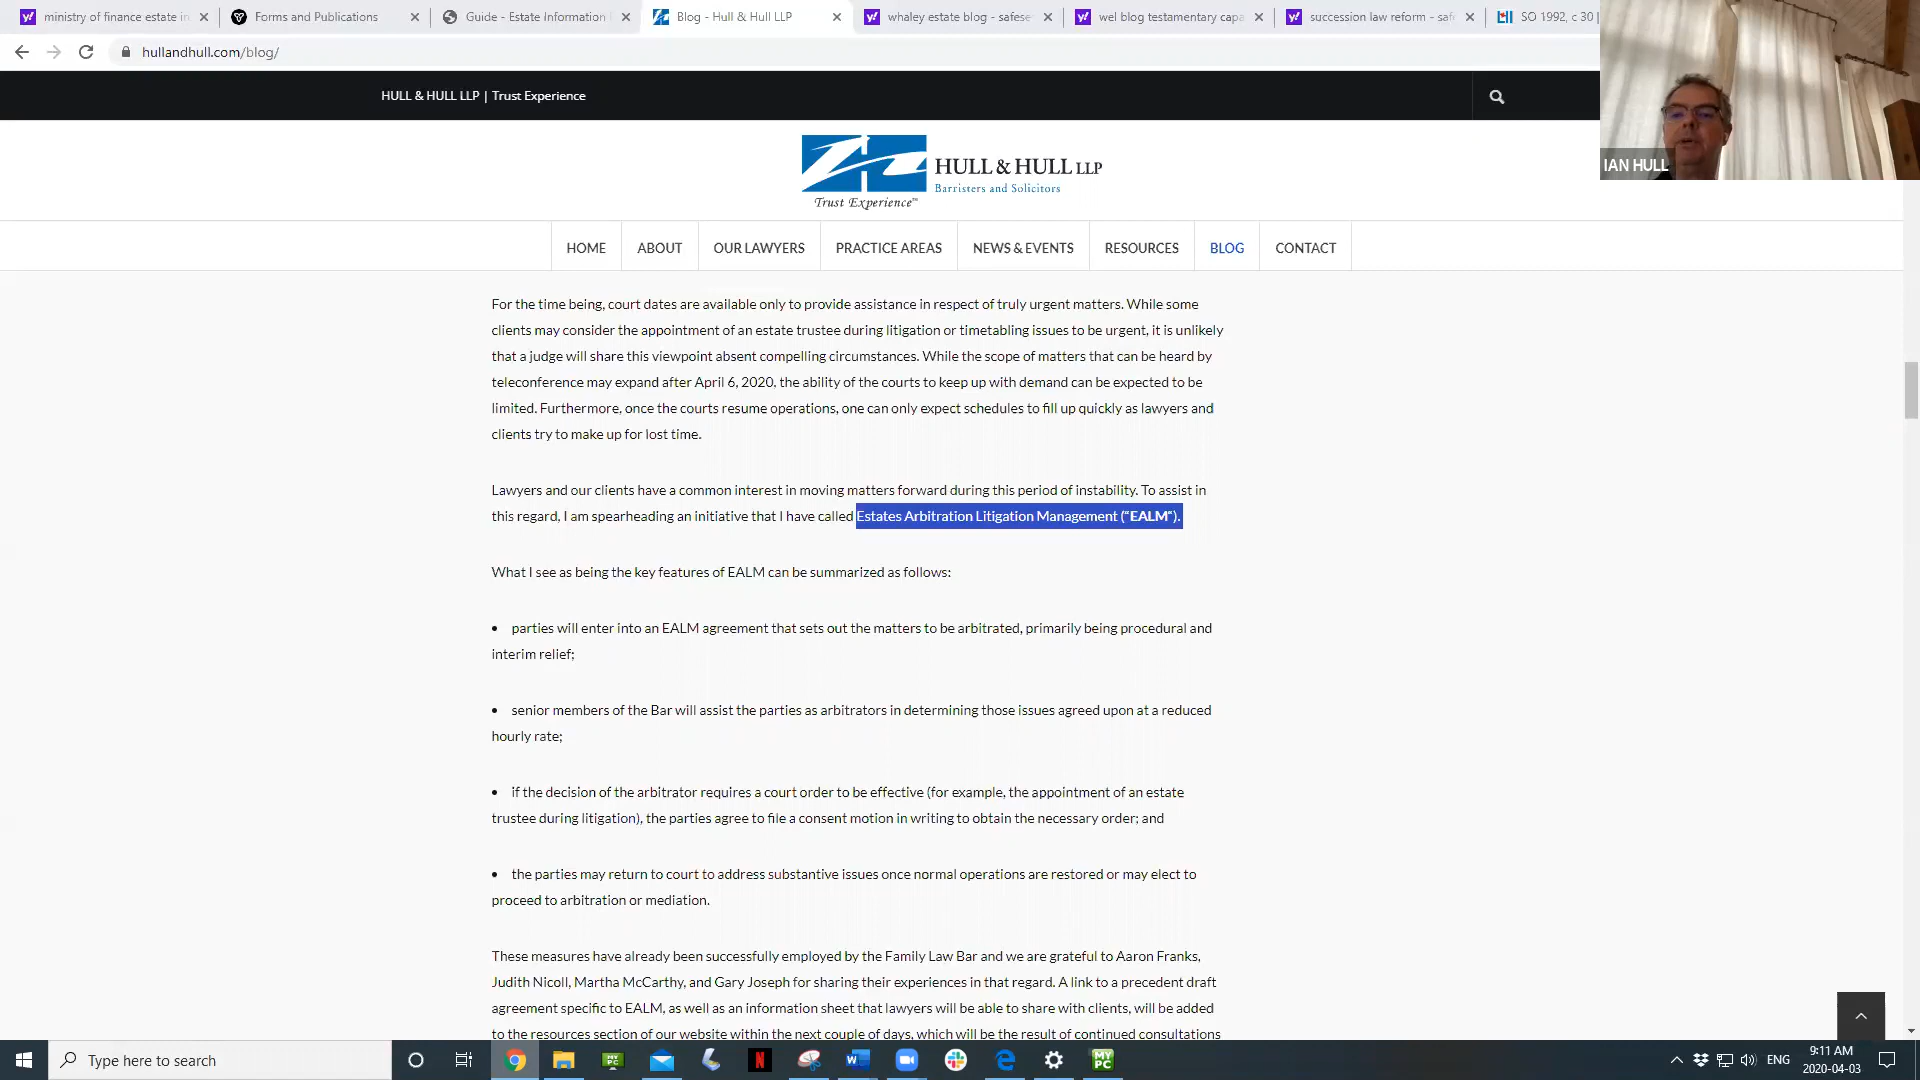 ministry of finance estate in
Forms and Publications
Guide - Estate Information
Blog - Hull & Hull LLP
whaley estate blog - safese
wel blog testamentary capa
succession law reform - saf
SO 1992, c 30 |
hullandhull.com/blog/
HULL & HULL LLP | Trust Experience
HULL & HULL LLP
Barristers and Solicitors
Trust Experience™
IAN HULL
HOME
ABOUT
OUR LAWYERS
PRACTICE AREAS
NEWS & EVENTS
RESOURCES
BLOG
CONTACT
For the time being, court dates are available only to provide assistance in respect of truly urgent matters. While some
clients may consider the appointment of an estate trustee during litigation or timetabling issues to be urgent, it is unlikely
that a judge will share this viewpoint absent compelling circumstances. While the scope of matters that can be heard by
teleconference may expand after April 6, 2020, the ability of the courts to keep up with demand can be expected to be
limited. Furthermore, once the courts resume operations, one can only expect schedules to fill up quickly as lawyers and
clients try to make up for lost time.
Lawyers and our clients have a common interest in moving matters forward during this period of instability. To assist in
this regard, I am spearheading an initiative that I have called Estates Arbitration Litigation Management ("EALM").
What I see as being the key features of EALM can be summarized as follows:
• parties will enter into an EALM agreement that sets out the matters to be arbitrated, primarily being procedural and
interim relief;
• senior members of the Bar will assist the parties as arbitrators in determining those issues agreed upon at a reduced
hourly rate;
• if the decision of the arbitrator requires a court order to be effective (for example, the appointment of an estate
trustee during litigation), the parties agree to file a consent motion in writing to obtain the necessary order; and
• the parties may return to court to address substantive issues once normal operations are restored or may elect to
proceed to arbitration or mediation.
These measures have already been successfully employed by the Family Law Bar and we are grateful to Aaron Franks,
Judith Nicoll, Martha McCarthy, and Gary Joseph for sharing their experiences in that regard. A link to a precedent draft
agreement specific to EALM, as well as an information sheet that lawyers will be able to share with clients, will be added
to the resources section of our website within the next couple of days, which will be the result of continued consultations
Type here to search
ENG
9:11 AM
2020-04-03